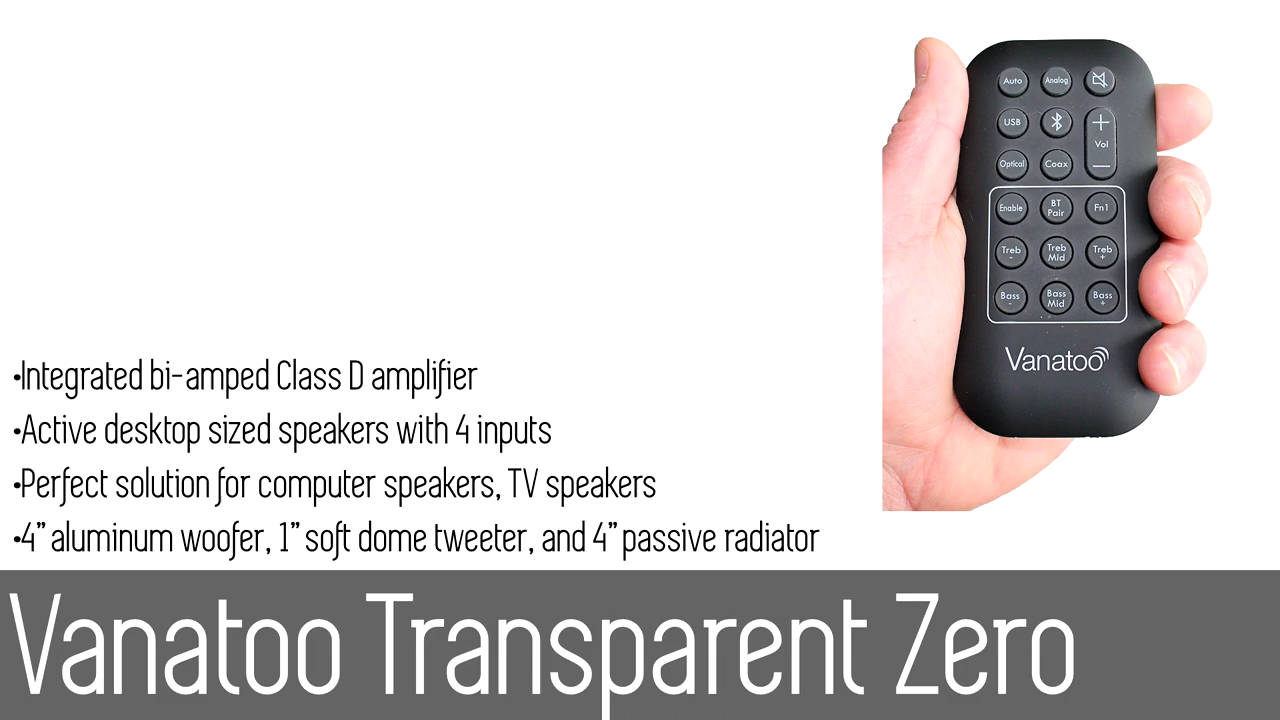 Auto Analog
USB
Vol
Optical Coax
Enable BT Pair Fn1
Treb - Treb Mid Treb +
Bass - Bass Mid Bass +
Vanatoo
•Integrated bi-amped Class D amplifier
•Active desktop sized speakers with 4 inputs
•Perfect solution for computer speakers, TV speakers
•4” aluminum woofer, 1” soft dome tweeter, and 4” passive radiator
Vanatoo Transparent Zero